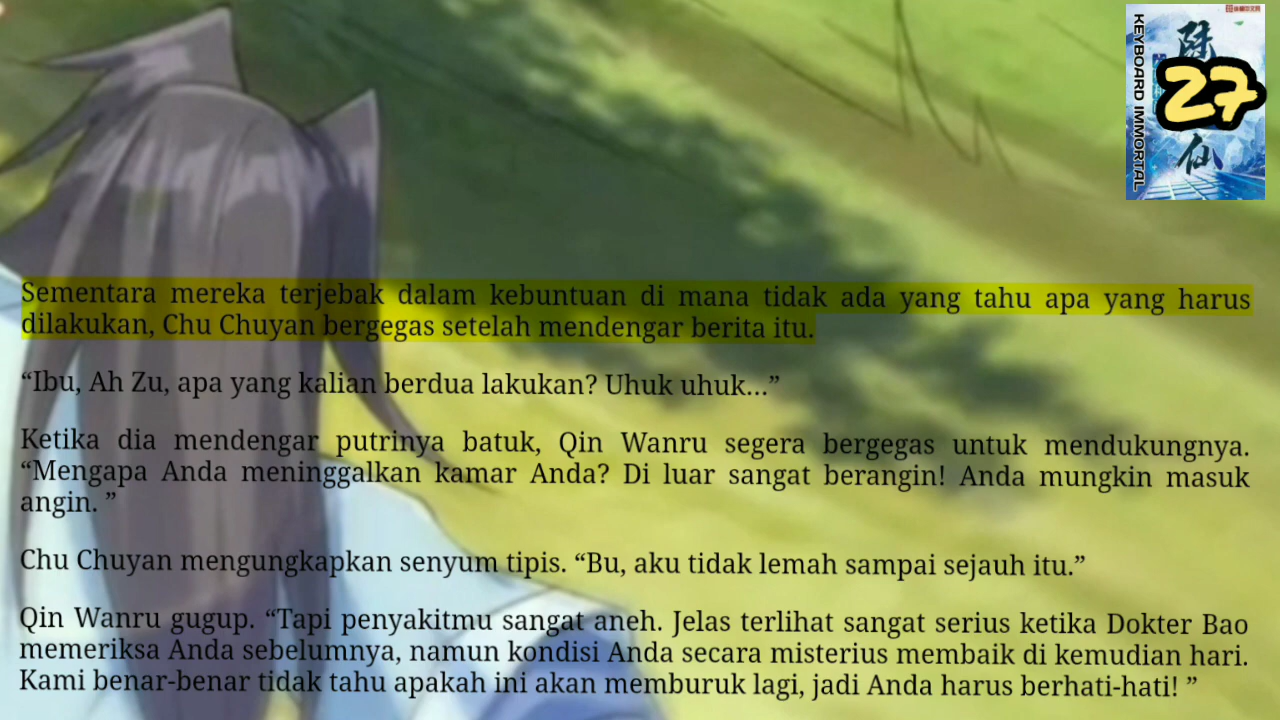 KEYBOARD IMMORTAL
27
仙
Sementara mereka terjebak dalam kebuntuan di mana tidak ada yang tahu apa yang harus
dilakukan, Chu Chuyan bergegas setelah mendengar berita itu.
“Ibu, Ah Zu, apa yang kalian berdua lakukan? Uhuk uhuk...”
Ketika dia mendengar putrinya batuk, Qin Wanru segera bergegas untuk mendukungnya.
“Mengapa Anda meninggalkan kamar Anda? Di luar sangat berangin! Anda mungkin masuk
angin. ”
Chu Chuyan mengungkapkan senyum tipis. “Bu, aku tidak lemah sampai sejauh itu.”
Qin Wanru gugup. “Tapi penyakitmu sangat aneh. Jelas terlihat sangat serius ketika Dokter Bao
memeriksa Anda sebelumnya, namun kondisi Anda secara misterius membaik di kemudian hari.
Kami benar-benar tidak tahu apakah ini akan memburuk lagi, jadi Anda harus berhati-hati! ”